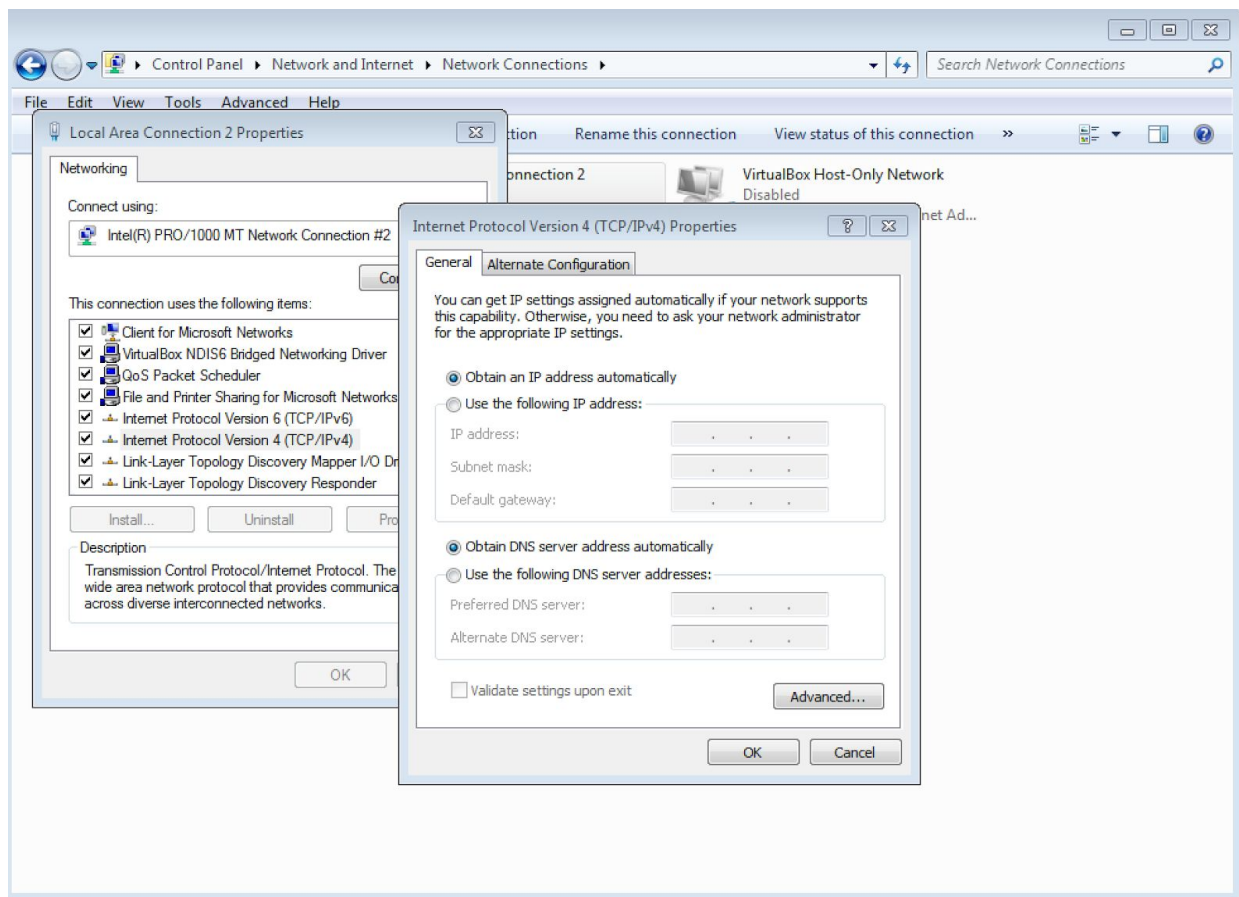 Control Panel Network and Internet Network Connections Search Network Connections
File Edit View Tools Advanced Help
ction Rename this connection View status of this connection »
onnection 2
VirtualBox Host-Only Network
Disabled
net Ad...
Local Area Connection 2 Properties
Networking
Connect using:
Intel(R) PRO/1000 MT Network Connection #2
Co
This connection uses the following items:
Client for Microsoft Networks
VirtualBox NDIS6 Bridged Networking Driver
QoS Packet Scheduler
File and Printer Sharing for Microsoft Networks
Internet Protocol Version 6 (TCP/IPv6)
Internet Protocol Version 4 (TCP/IPv4)
Link-Layer Topology Discovery Mapper I/O Dr
Link-Layer Topology Discovery Responder
Install... Uninstall Pro
Description
Transmission Control Protocol/Internet Protocol. The
wide area network protocol that provides communica
across diverse interconnected networks.
OK
Internet Protocol Version 4 (TCP/IPv4) Properties
General Alternate Configuration
You can get IP settings assigned automatically if your network supports
this capability. Otherwise, you need to ask your network administrator
for the appropriate IP settings.
Obtain an IP address automatically
Use the following IP address:
IP address: . . .
Subnet mask: . . .
Default gateway: . . .
Obtain DNS server address automatically
Use the following DNS server addresses:
Preferred DNS server: . . .
Alternate DNS server: . . .
Validate settings upon exit
Advanced...
OK Cancel